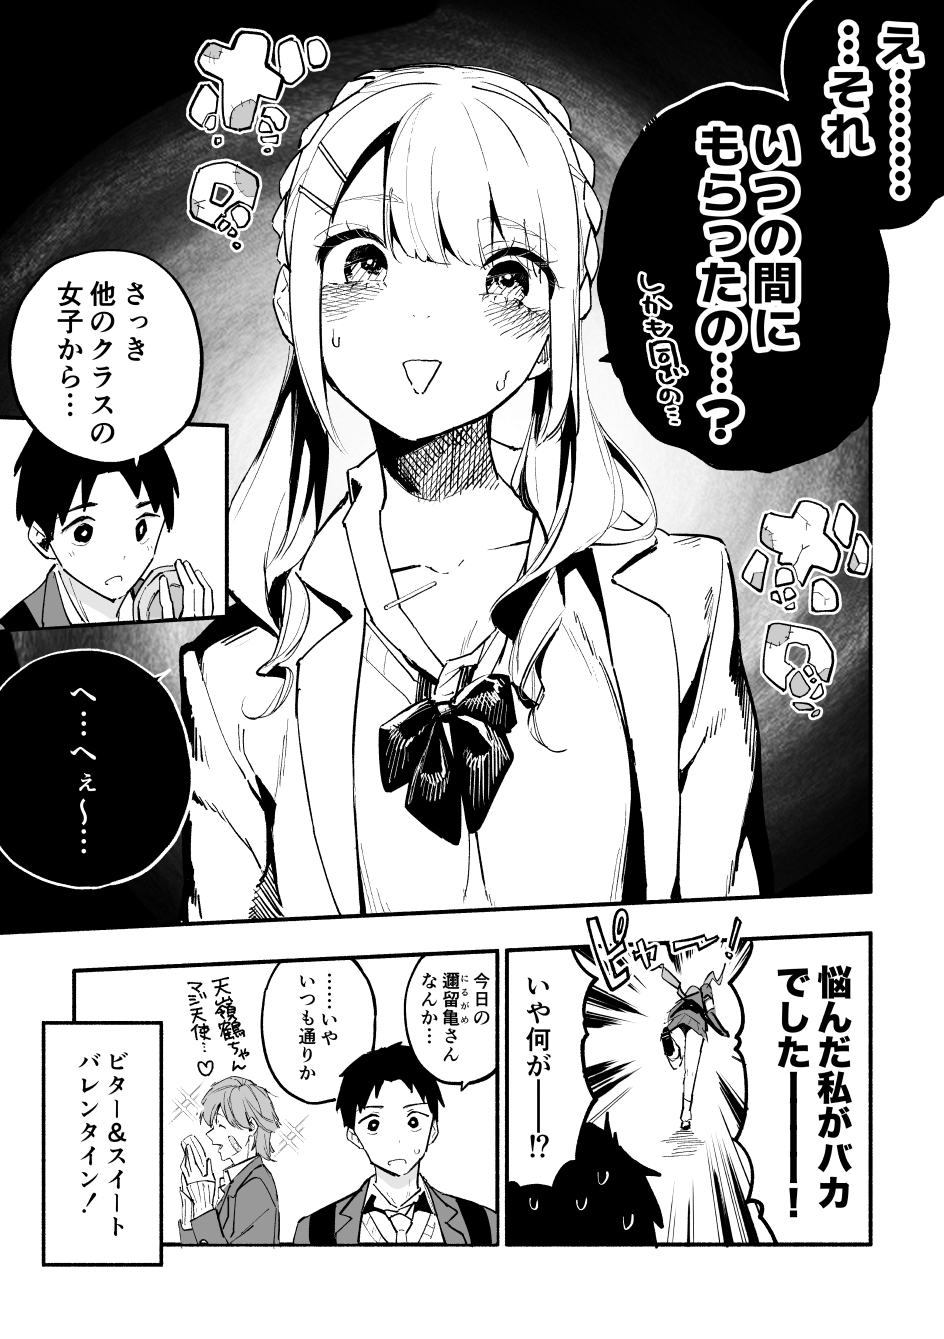 え…………
…それ
いつの間に
もらったの…？
しかも同じの…
さっき
他のクラスの
女子から…
へ…へぇ～…
悩んだ私がバカ
でした――――！
ピャーー！
いや何が――!?
今日の
邇留亀さん
にるがめ
なんか…
……いや
いつも通りか
天嶺鶴ちゃん
マジ天使…♡
ビター＆スイート
バレンタイン！